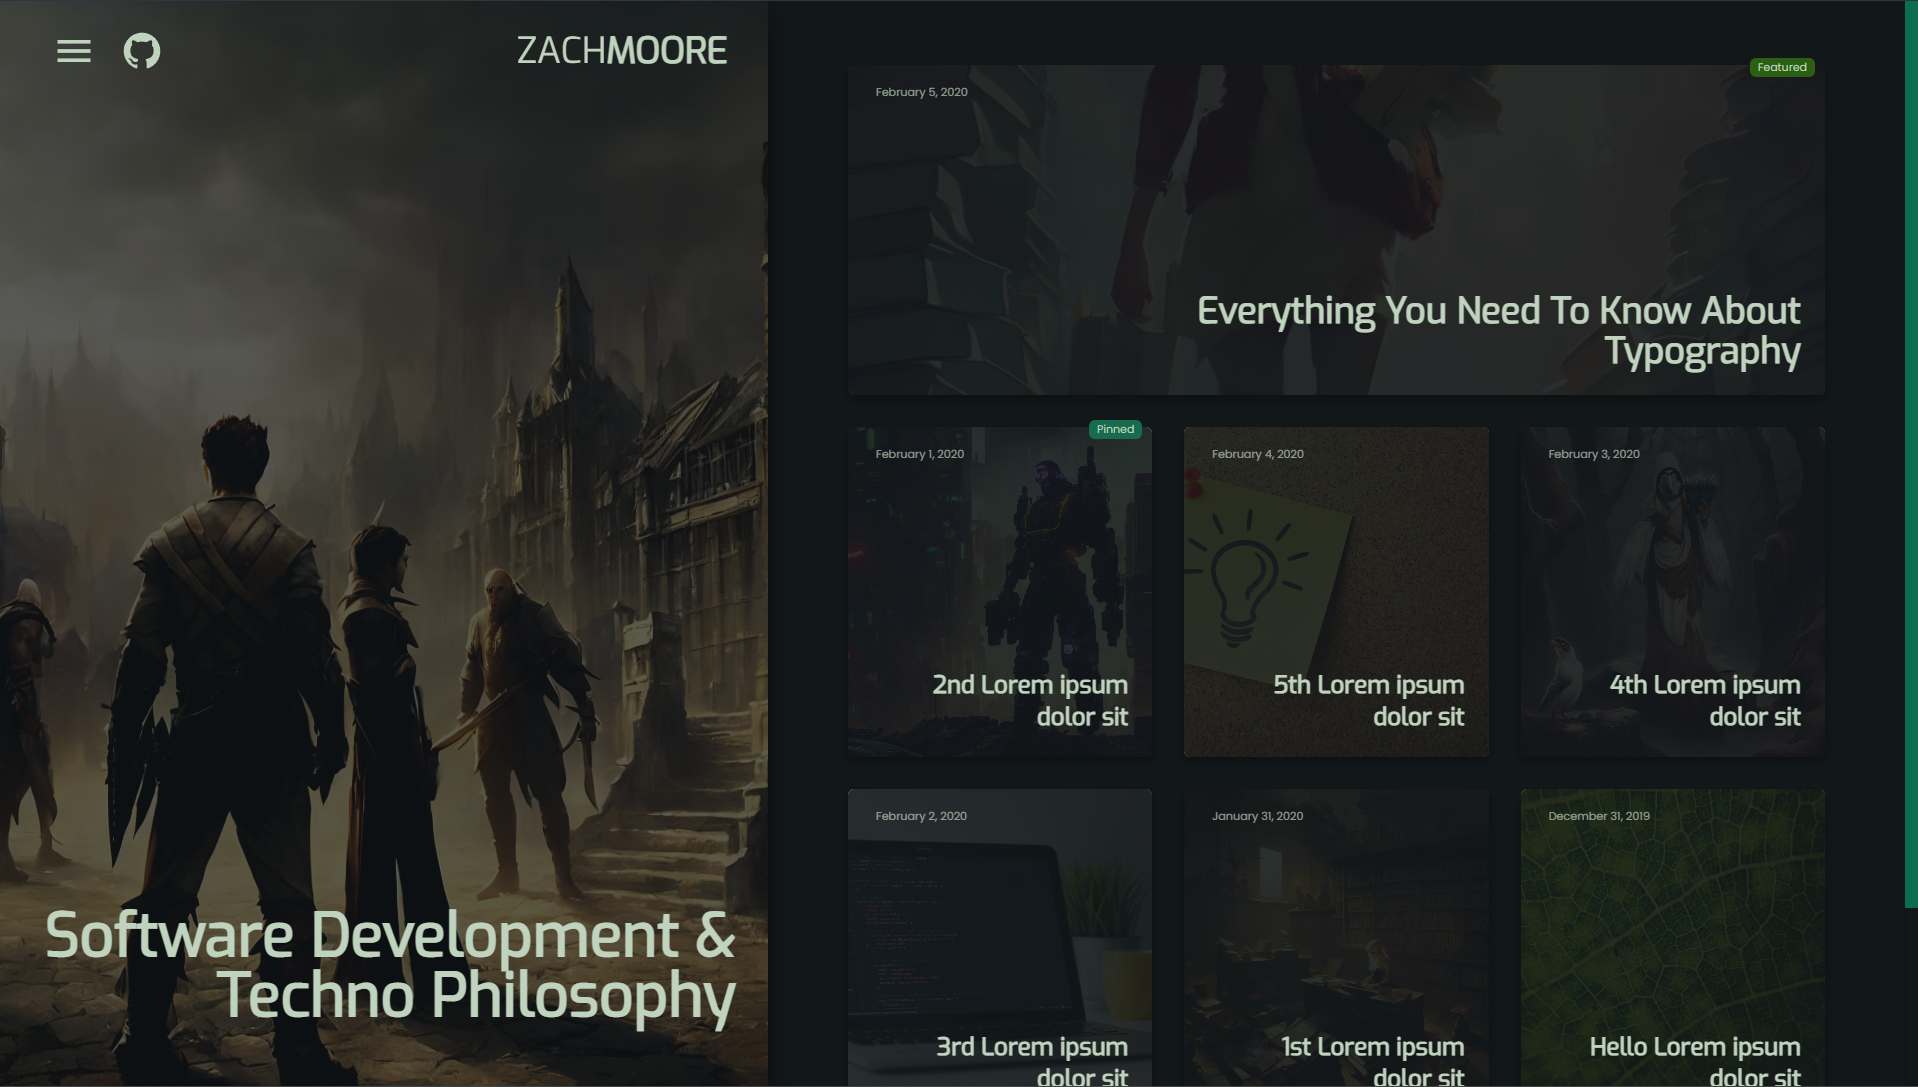 ZACHMOORE
Software Development &
Techno Philosophy
Featured
February 5, 2020
Everything You Need To Know About
Typography
Pinned
February 1, 2020
2nd Lorem ipsum
dolor sit
February 4, 2020
5th Lorem ipsum
dolor sit
February 3, 2020
4th Lorem ipsum
dolor sit
February 2, 2020
3rd Lorem ipsum
dolor sit
January 31, 2020
1st Lorem ipsum
dolor sit
December 31, 2019
Hello Lorem ipsum
dolor sit